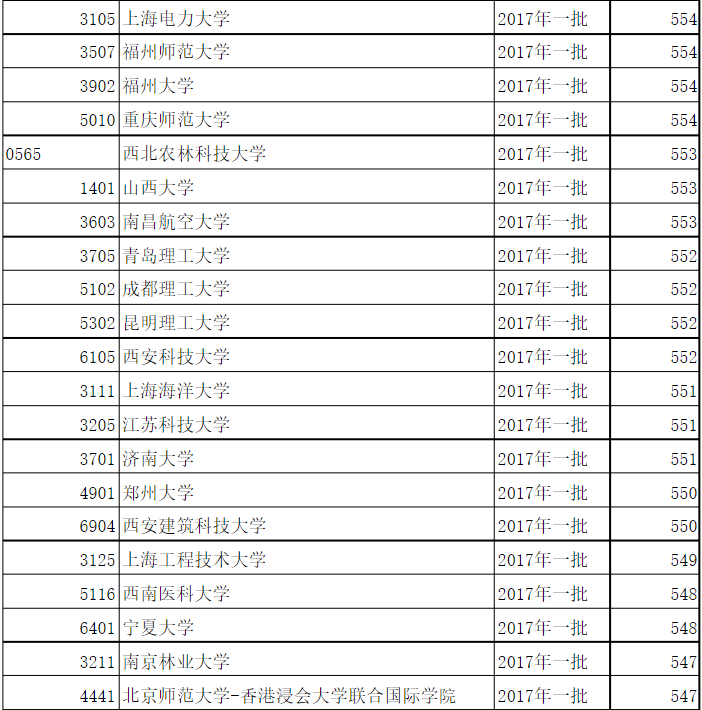 3105 上海电力大学 2017年一批 554
3507 福州师范大学 2017年一批 554
3902 福州大学 2017年一批 554
5010 重庆师范大学 2017年一批 554
0565 西北农林科技大学 2017年一批 553
1401 山西大学 2017年一批 553
3603 南昌航空大学 2017年一批 553
3705 青岛理工大学 2017年一批 552
5102 成都理工大学 2017年一批 552
5302 昆明理工大学 2017年一批 552
6105 西安科技大学 2017年一批 552
3111 上海海洋大学 2017年一批 551
3205 江苏科技大学 2017年一批 551
3701 济南大学 2017年一批 551
4901 郑州大学 2017年一批 550
6904 西安建筑科技大学 2017年一批 550
3125 上海工程技术大学 2017年一批 549
5116 西南医科大学 2017年一批 548
6401 宁夏大学 2017年一批 548
3211 南京林业大学 2017年一批 547
4441 北京师范大学-香港浸会大学联合国际学院 2017年一批 547